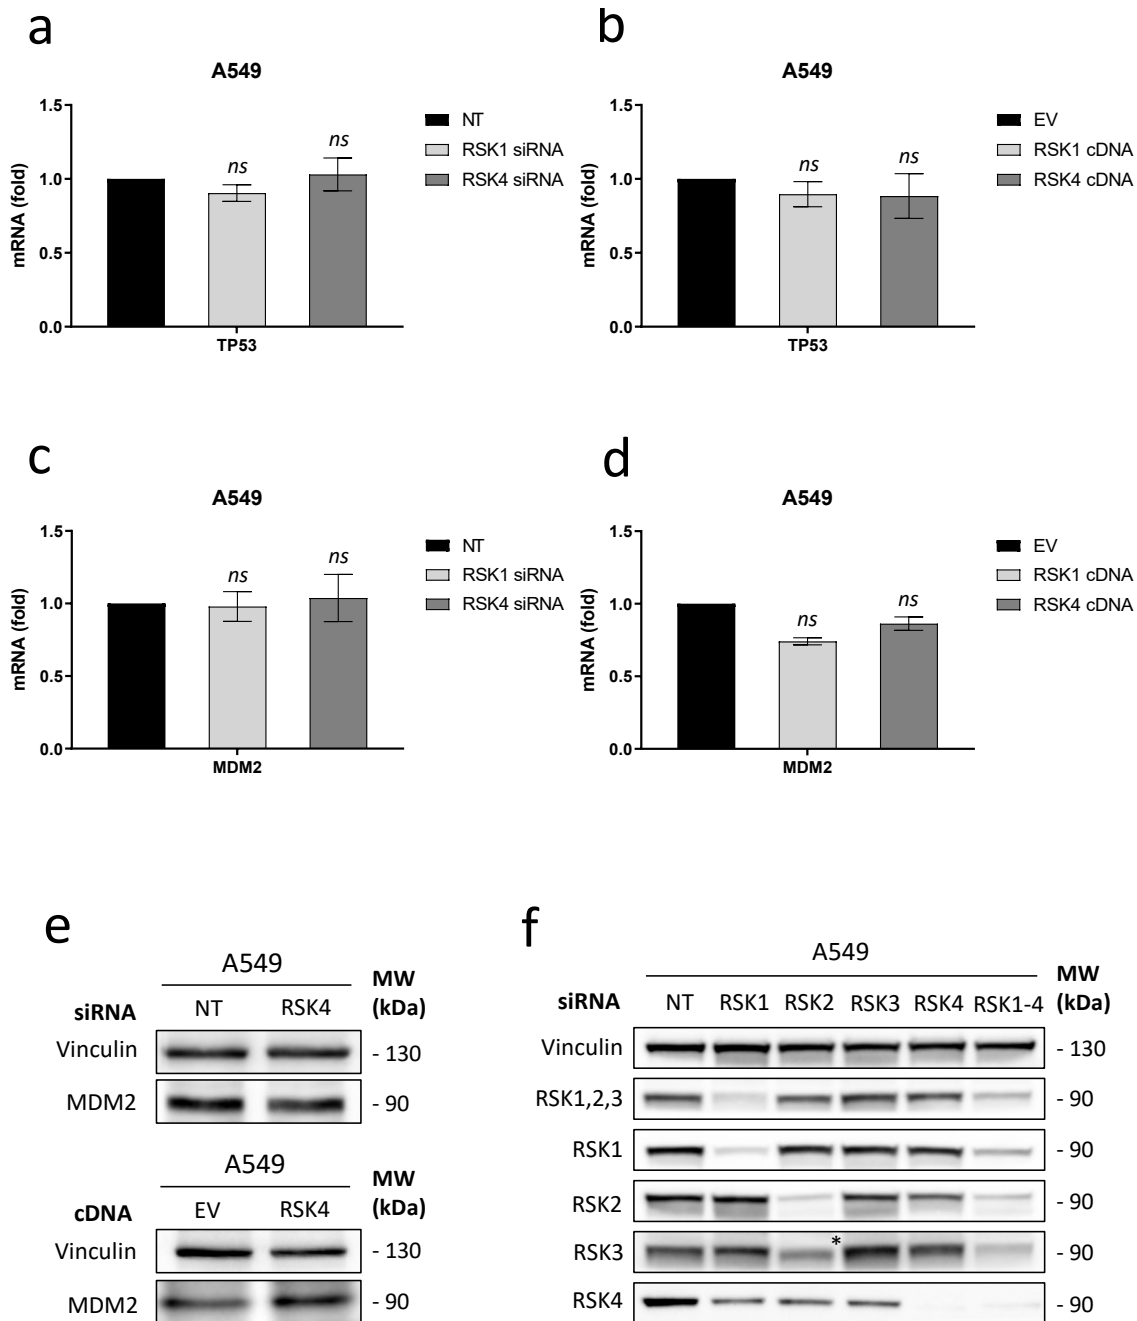 a
A549
1.5
1.0
0.5
0.0
mRNA (fold)
ns
ns
TP53
NT
RSK1 siRNA
RSK4 siRNA
b
A549
1.5
1.0
0.5
0.0
mRNA (fold)
ns
ns
TP53
EV
RSK1 cDNA
RSK4 cDNA
c
A549
1.5
1.0
0.5
0.0
mRNA (fold)
ns
ns
MDM2
NT
RSK1 siRNA
RSK4 siRNA
d
A549
1.5
1.0
0.5
0.0
mRNA (fold)
ns
ns
MDM2
EV
RSK1 cDNA
RSK4 cDNA
e
A549
MW
(kDa)
siRNA NT RSK4
Vinculin - 130
MDM2 - 90
A549
MW
(kDa)
cDNA EV RSK4
Vinculin - 130
MDM2 - 90
f
A549
MW
(kDa)
siRNA NT RSK1 RSK2 RSK3 RSK4 RSK1-4
Vinculin - 130
RSK1,2,3 - 90
RSK1 - 90
RSK2 - 90
RSK3 * - 90
RSK4 - 90